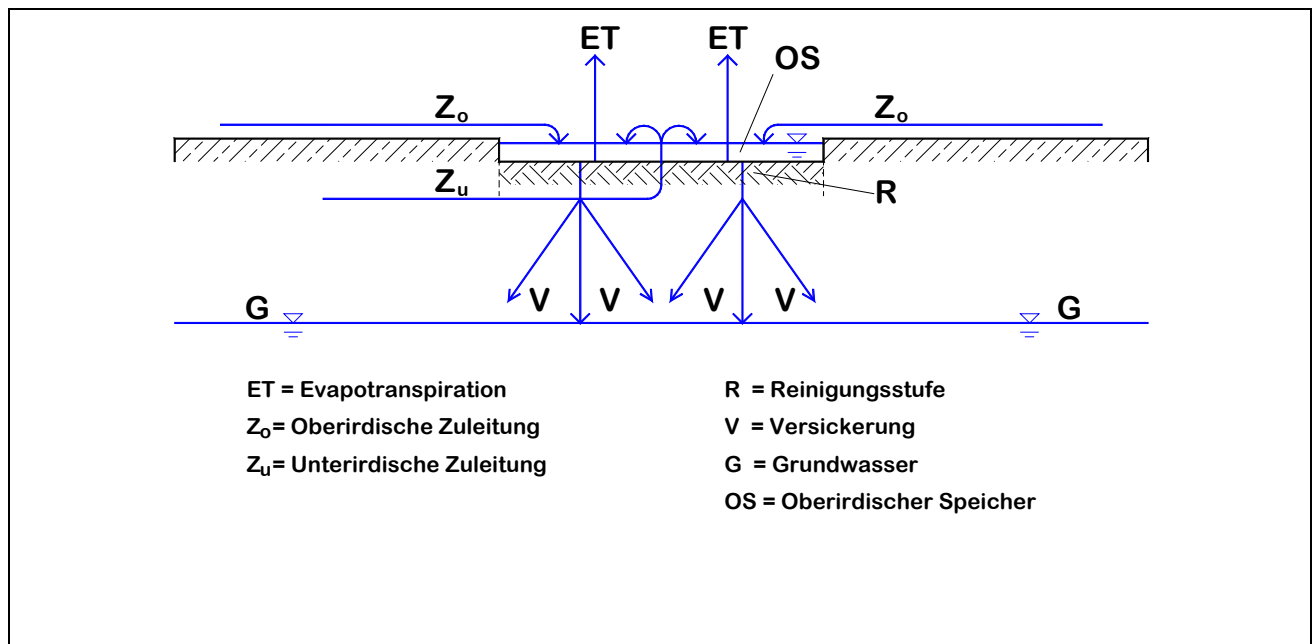 ET ET
OS
Zo Zo
Zu
R
V V V V
G G
ET = Evapotranspiration
Zo= Oberirdische Zuleitung
Zu= Unterirdische Zuleitung
R = Reinigungsstufe
V = Versickerung
G = Grundwasser
OS = Oberirdischer Speicher